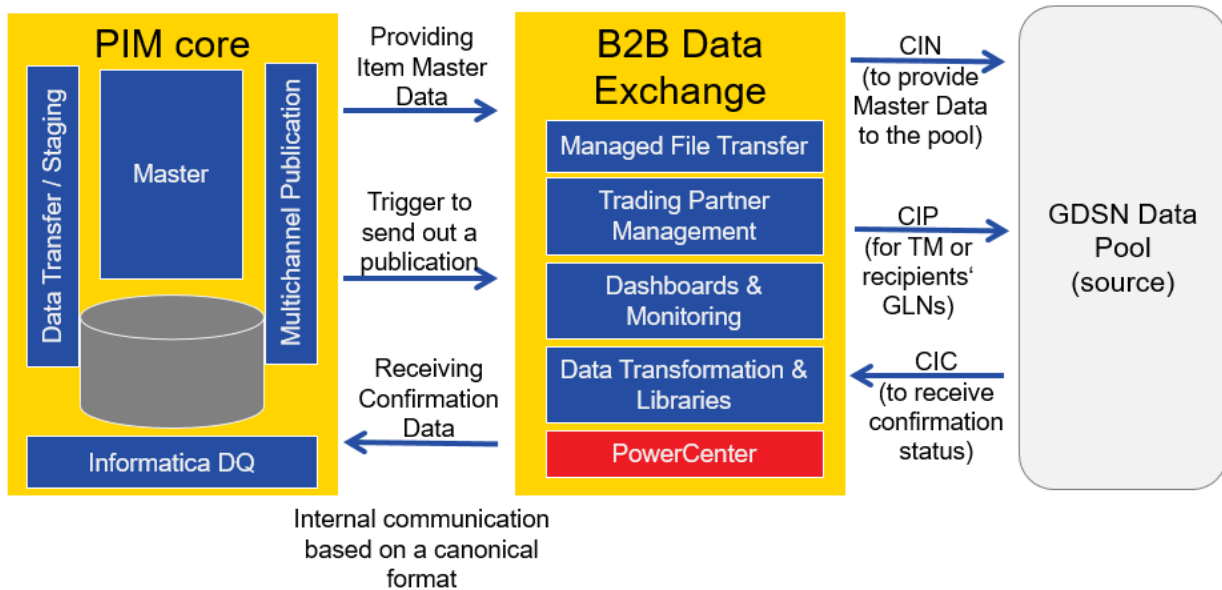 PIM core
Data Transfer / Staging
Master
Multichannel Publication
Informatica DQ
Providing
Item Master
Data
Trigger to
send out a
publication
Receiving
Confirmation
Data
Internal communication
based on a canonical
format
B2B Data
Exchange
Managed File Transfer
Trading Partner
Management
Dashboards &
Monitoring
Data Transformation &
Libraries
PowerCenter
CIN
(to provide
Master Data
to the pool)
CIP
(for TM or
recipients‘
GLNs)
CIC
(to receive
confirmation
status)
GDSN Data
Pool
(source)